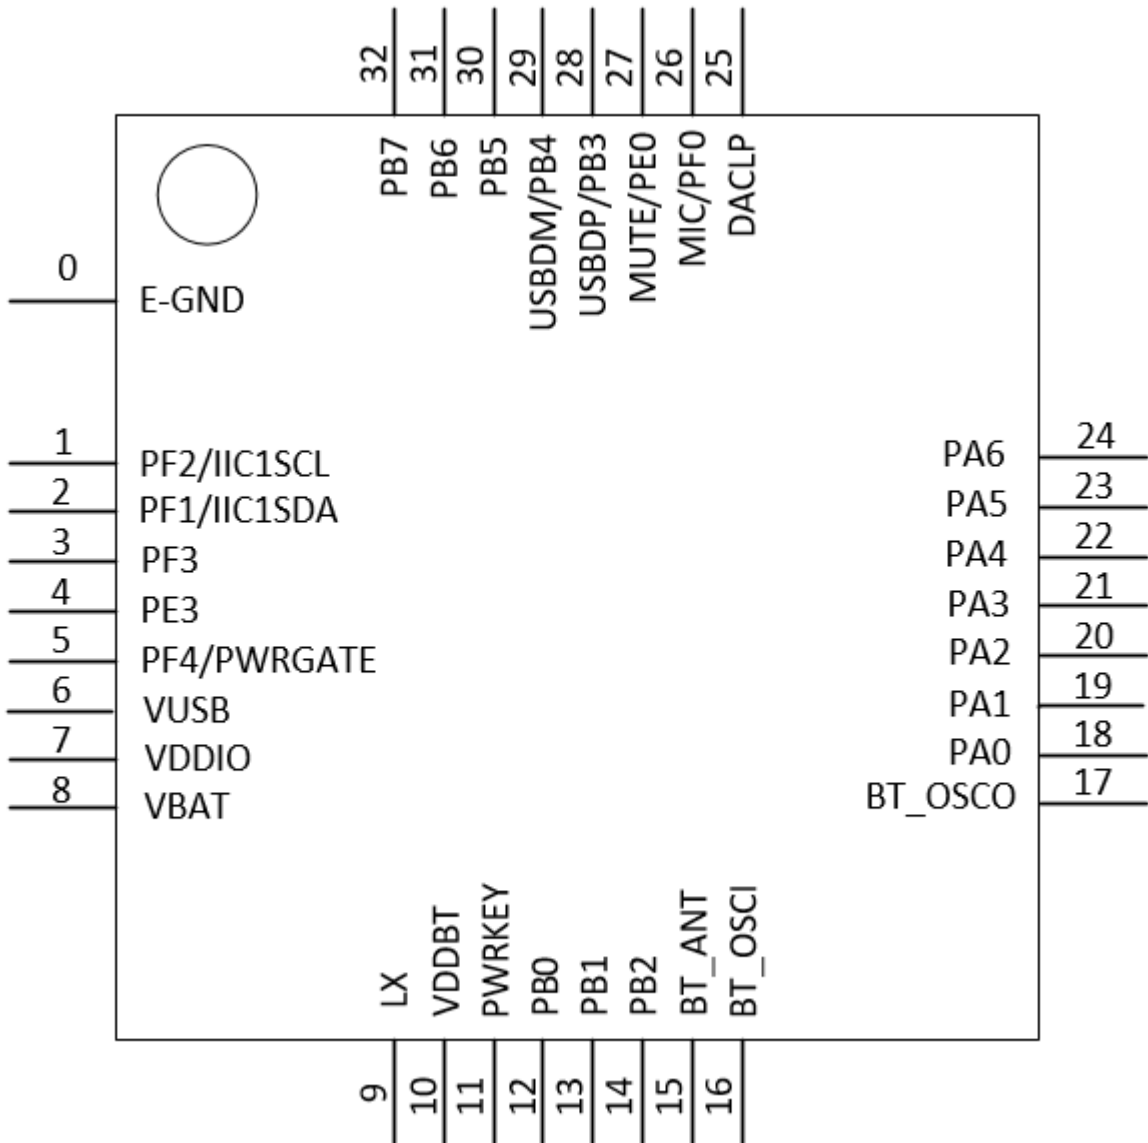 32 31 30 29 28 27 26 25
PB7
PB6
PB5
USBDM/PB4
USBDP/PB3
MUTE/PE0
MIC/PF0
DACLP
0
E-GND
1
PF2/IIC1SCL
2
PF1/IIC1SDA
3
PF3
4
PE3
5
PF4/PWRGATE
6
VUSB
7
VDDIO
8
VBAT
PA6
24
PA5
23
PA4
22
PA3
21
PA2
20
PA1
19
PA0
18
BT_OSCO
17
LX
VDDBT
PWRKEY
PB0
PB1
PB2
BT_ANT
BT_OSCI
9 10 11 12 13 14 15 16